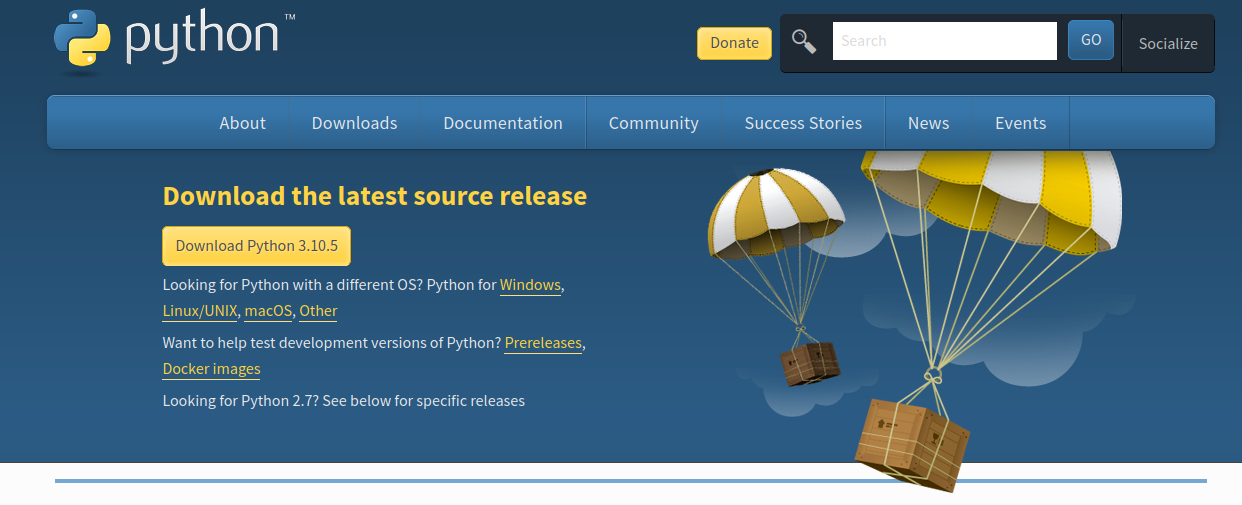 python™
Donate
Search
GO
Socialize
About Downloads Documentation Community Success Stories News Events
Download the latest source release
Download Python 3.10.5
Looking for Python with a different OS? Python for Windows,
Linux/UNIX, macOS, Other
Want to help test development versions of Python? Prereleases,
Docker images
Looking for Python 2.7? See below for specific releases